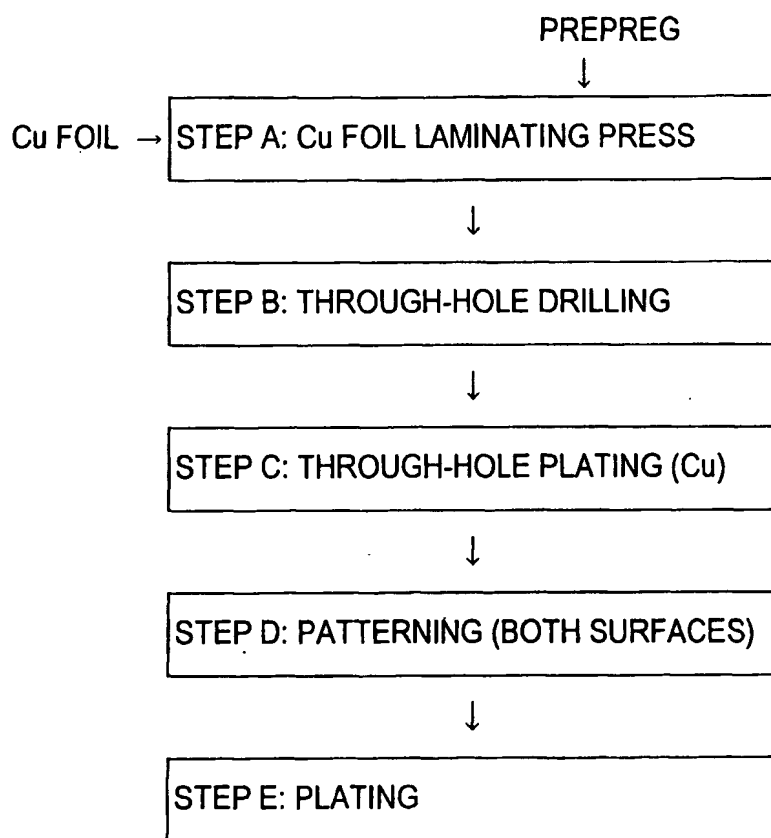 PREPREG
↓
Cu FOIL → STEP A: Cu FOIL LAMINATING PRESS
↓
STEP B: THROUGH-HOLE DRILLING
↓
STEP C: THROUGH-HOLE PLATING (Cu)
↓
STEP D: PATTERNING (BOTH SURFACES)
↓
STEP E: PLATING